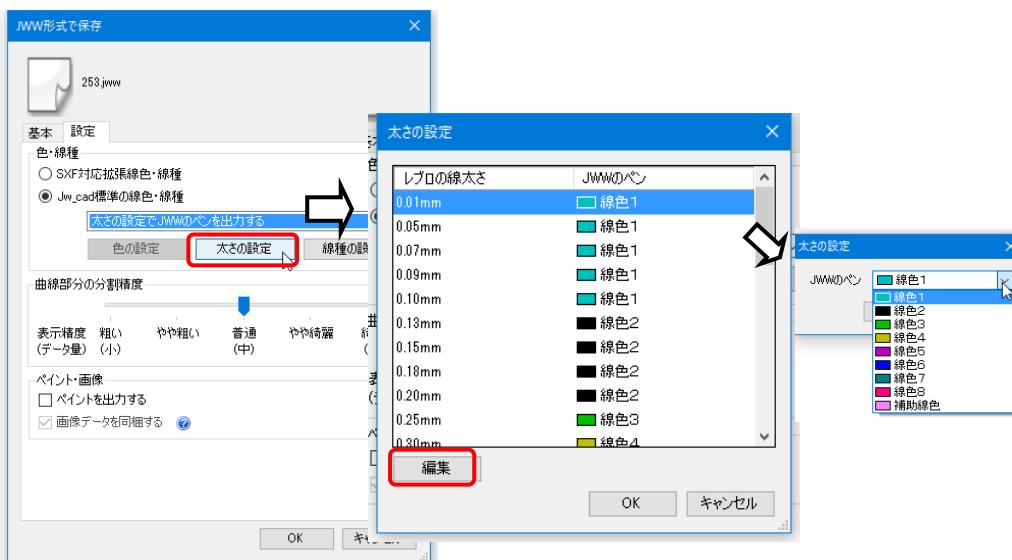 JWW形式で保存
253.jww
基本 設定
色・線種
SXF対応拡張線色・線種
Jw_cad標準の線色・線種
太さの設定でJWWのペンを出力する
色の設定 太さの設定 線種の設
曲線部分の分割精度
表示精度 粗い やや粗い 普通 やや綺麗
(データ量) (小) (中)
ペイント・画像
ペイントを出力する
画像データを同梱する
OK
太さの設定
レブロの線太さ JWWのペン
0.01mm 線色1
0.05mm 線色1
0.07mm 線色1
0.09mm 線色1
0.10mm 線色1
0.13mm 線色2
0.15mm 線色2
0.18mm 線色2
0.20mm 線色2
0.25mm 線色3
0.30mm 線色4
編集
OK キャンセル
太さの設定
JWWのペン 線色1
線色1
線色2
線色3
線色4
線色5
線色6
線色7
線色8
補助線色